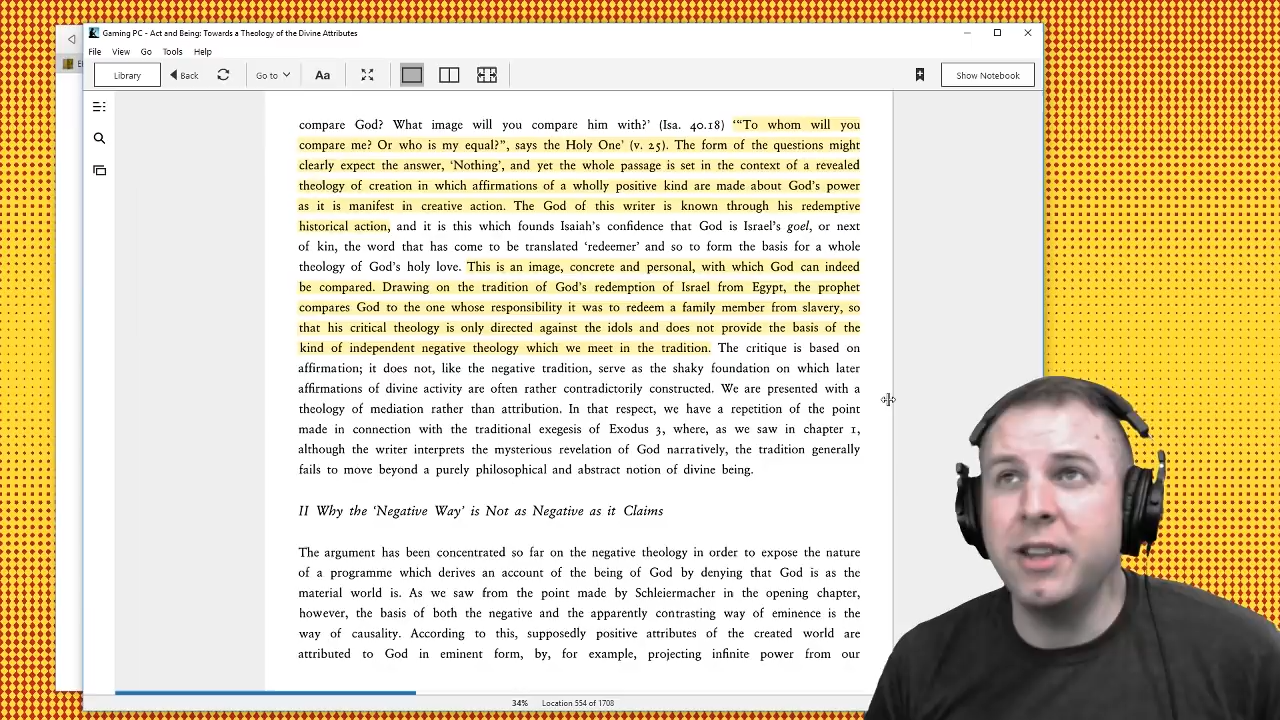 Gaming PC - Act and Being: Towards a Theology of the Divine Attributes
File View Go Tools Help
Library Back Go to Aa Show Notebook
compare God? What image will you compare him with?' (Isa. 40.18) '“To whom will you
compare me? Or who is my equal?”, says the Holy One' (v. 25). The form of the questions might
clearly expect the answer, 'Nothing', and yet the whole passage is set in the context of a revealed
theology of creation in which affirmations of a wholly positive kind are made about God's power
as it is manifest in creative action. The God of this writer is known through his redemptive
historical action, and it is this which founds Isaiah's confidence that God is Israel's goel, or next
of kin, the word that has come to be translated 'redeemer' and so to form the basis for a whole
theology of God's holy love. This is an image, concrete and personal, with which God can indeed
be compared. Drawing on the tradition of God's redemption of Israel from Egypt, the prophet
compares God to the one whose responsibility it was to redeem a family member from slavery, so
that his critical theology is only directed against the idols and does not provide the basis of the
kind of independent negative theology which we meet in the tradition. The critique is based on
affirmation; it does not, like the negative tradition, serve as the shaky foundation on which later
affirmations of divine activity are often rather contradictorily constructed. We are presented with a
theology of mediation rather than attribution. In that respect, we have a repetition of the point
made in connection with the traditional exegesis of Exodus 3, where, as we saw in chapter 1,
although the writer interprets the mysterious revelation of God narratively, the tradition generally
fails to move beyond a purely philosophical and abstract notion of divine being.
II Why the 'Negative Way' is Not as Negative as it Claims
The argument has been concentrated so far on the negative theology in order to expose the nature
of a programme which derives an account of the being of God by denying that God is as the
material world is. As we saw from the point made by Schleiermacher in the opening chapter,
however, the basis of both the negative and the apparently contrasting way of eminence is the
way of causality. According to this, supposedly positive attributes of the created world are
attributed to God in eminent form, by, for example, projecting infinite power from our
34% Location 554 of 1708